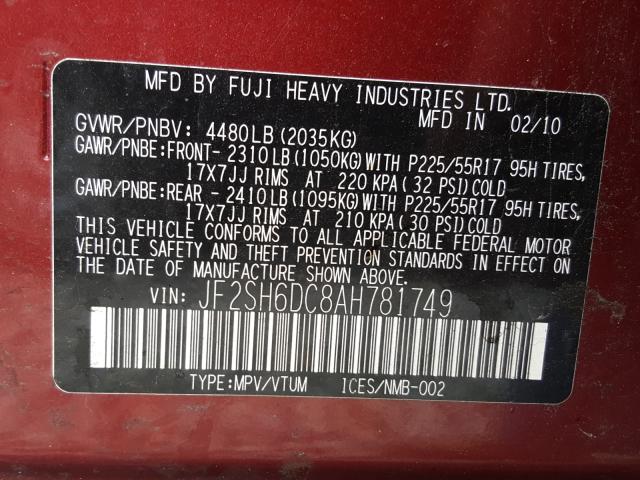 MFD BY FUJI HEAVY INDUSTRIES LTD.
MFD IN 02/10
GVWR/PNBV: 4480LB(2035KG)
GAWR/PNBE:FRONT- 2310LB(1050KG)WITH P225/55R17 95H TIRES,
17X7JJ RIMS AT 220 KPA(32 PSI)COLD
GAWR/PNBE:REAR - 2410LB(1095KG)WITH P225/55R17 95H TIRES,
17X7JJ RIMS AT 210 KPA(30 PSI)COLD
THIS VEHICLE CONFORMS TO ALL APPLICABLE FEDERAL MOTOR
VEHICLE SAFETY AND THEFT PREVENTION STANDARDS IN EFFECT ON
THE DATE OF MANUFACTURE SHOWN ABOVE.
VIN: JF2SH6DC8AH781749
TYPE:MPV/VTUM ICES/NMB-002